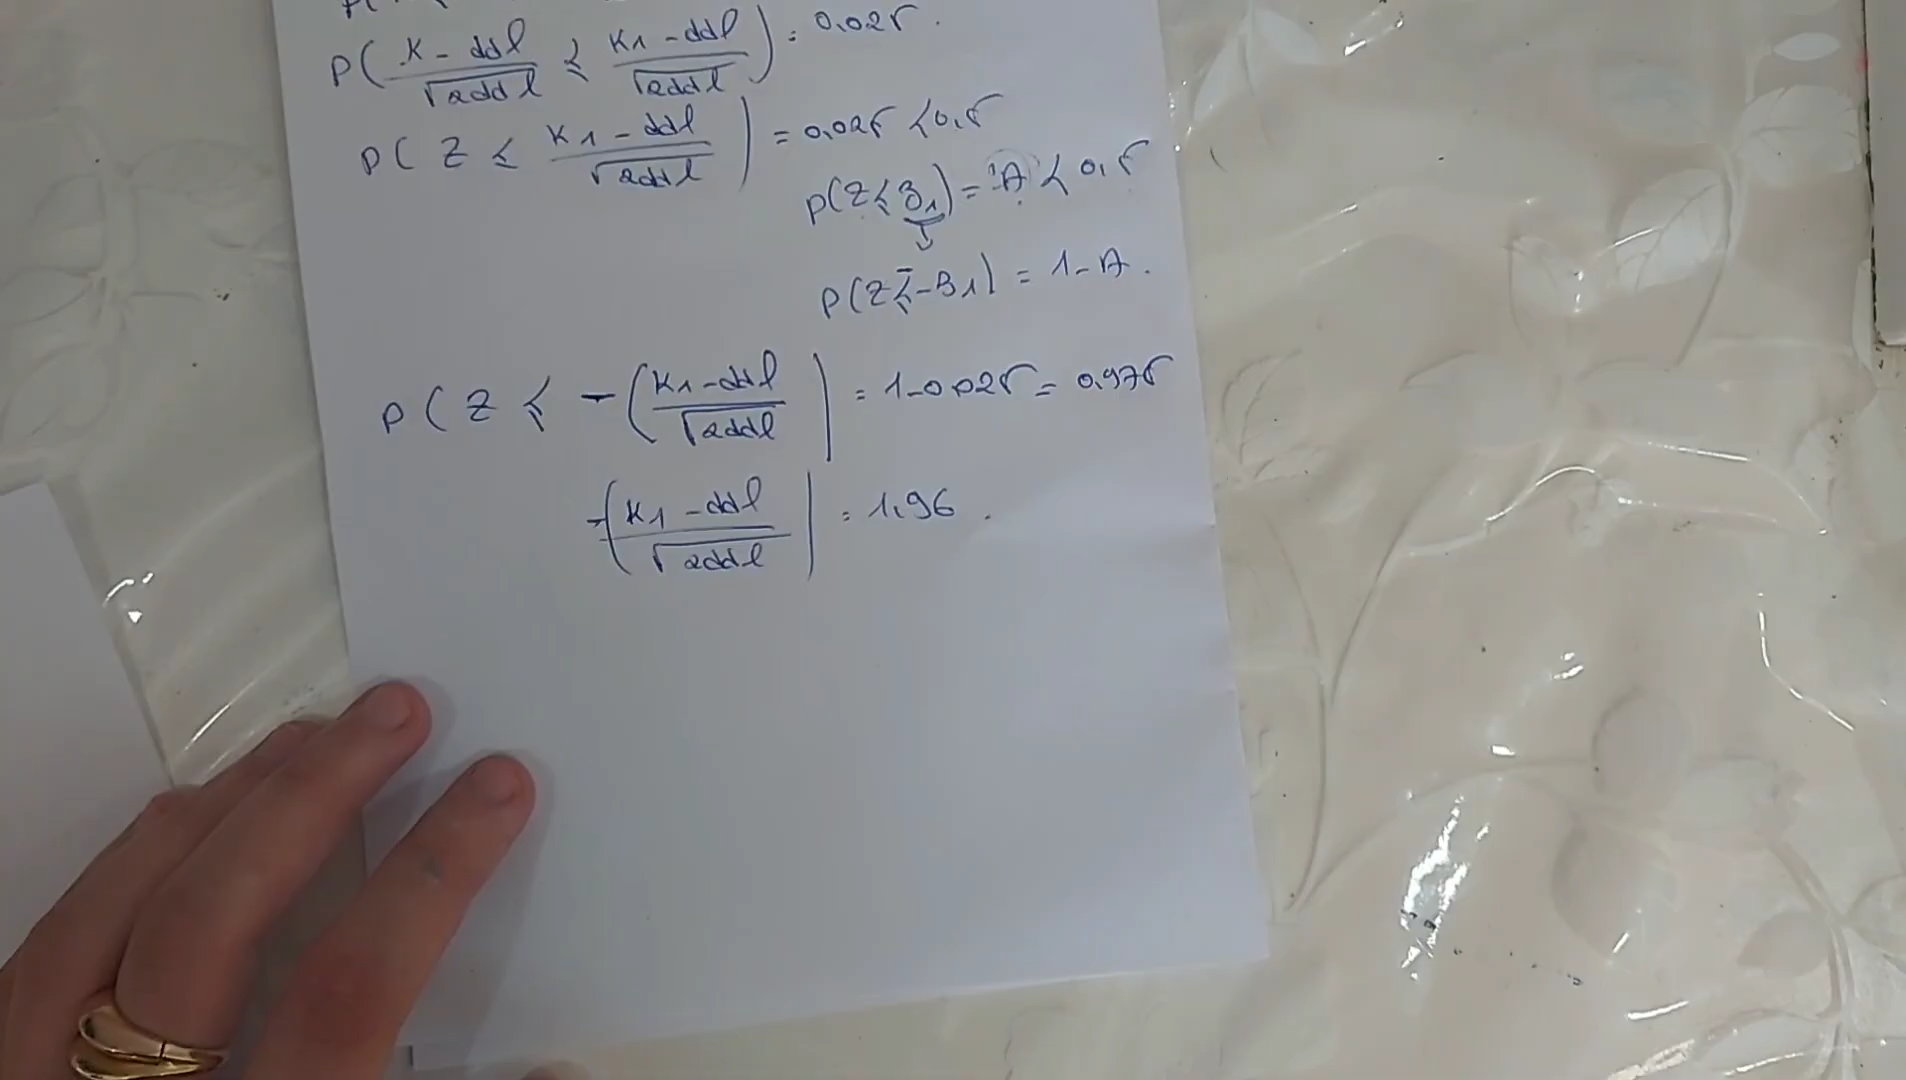 P( K - ddl / √2ddl ≤ K1 - ddl / √2ddl ) = 0.025.
P( Z ≤ K1 - ddl / √2ddl ) = 0.025 < 0.5
P(Z ≤ z1) = A < 0.5
P(Z ≤ -z1) = 1-A.
P( Z ≤ -( K1 - ddl / √2ddl ) = 1-0.025 = 0.975
-( K1 - ddl / √2ddl ) = 1.96.